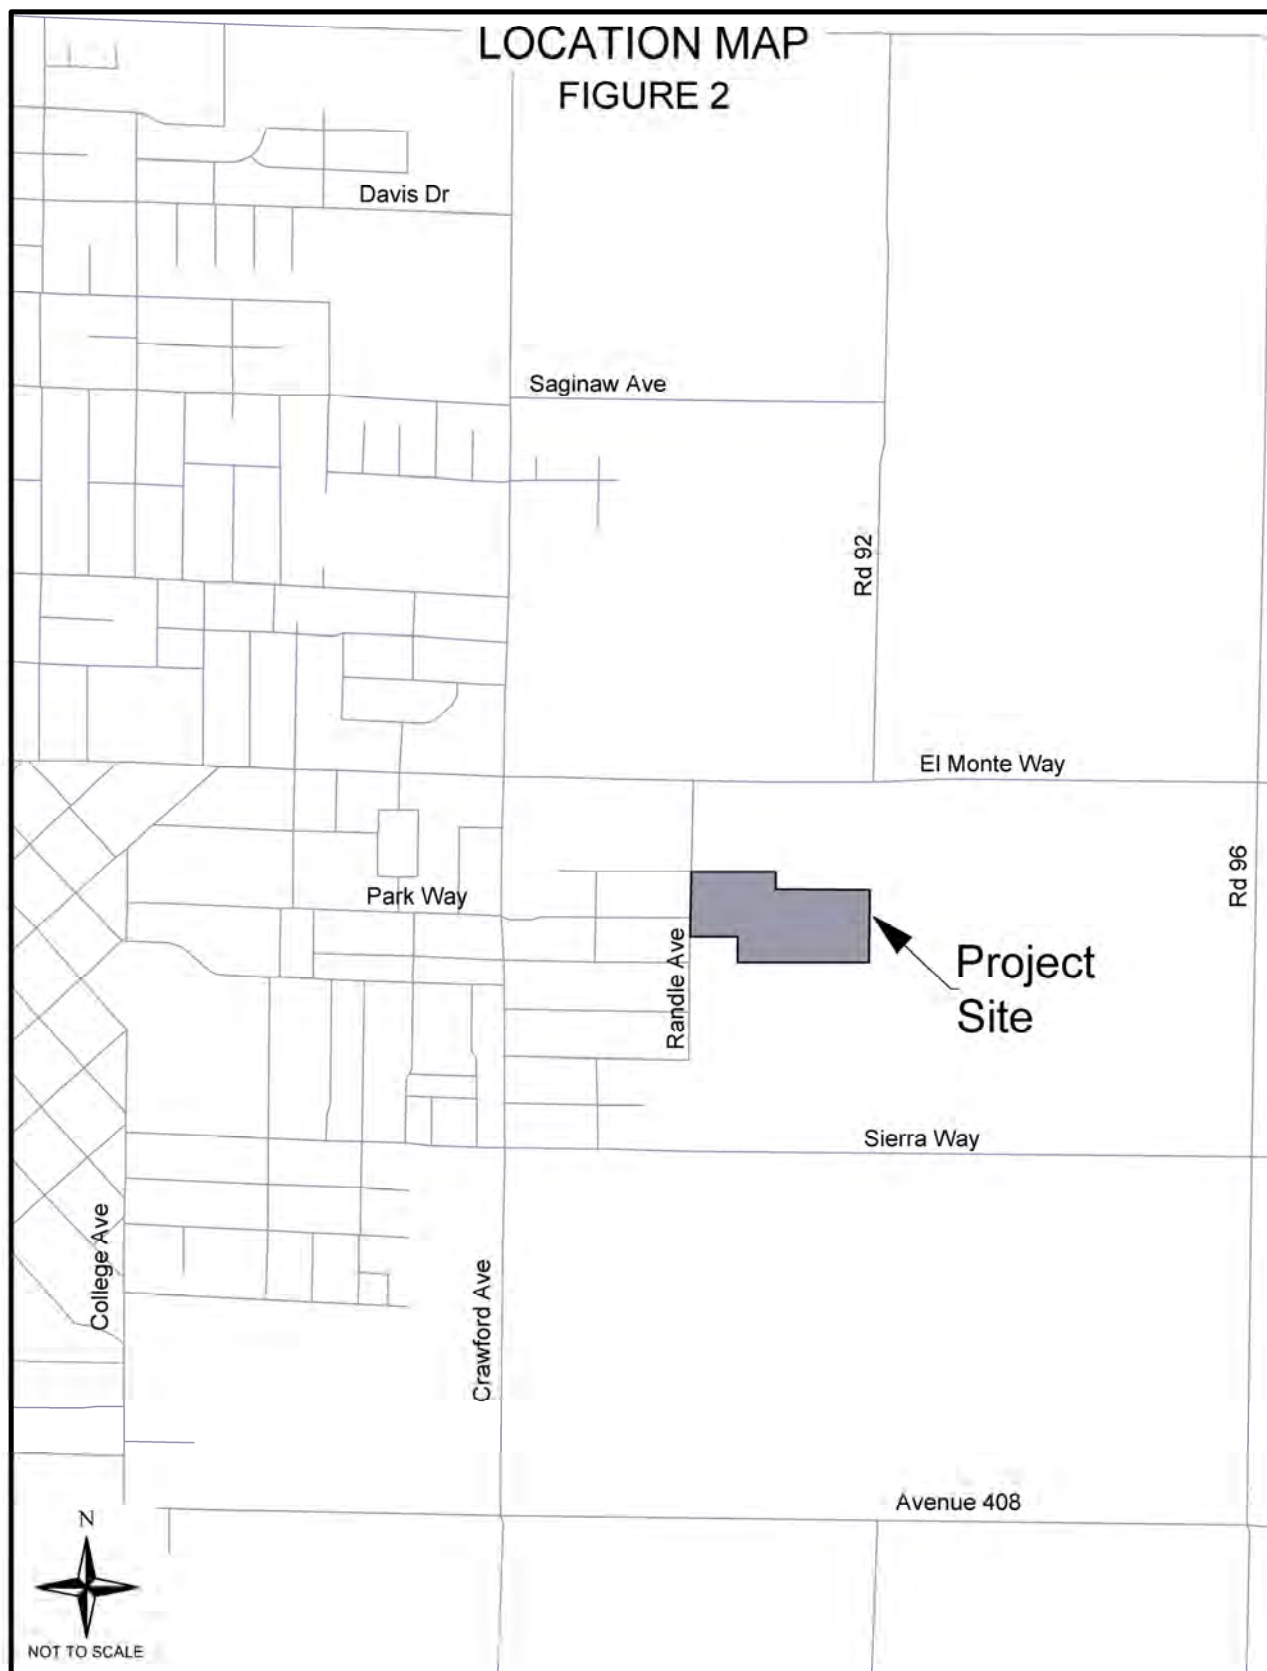 LOCATION MAP
FIGURE 2
Davis Dr
Saginaw Ave
Rd 92
El Monte Way
Rd 96
Park Way
Randle Ave
Project
Site
Sierra Way
College Ave
Crawford Ave
Avenue 408
N
NOT TO SCALE